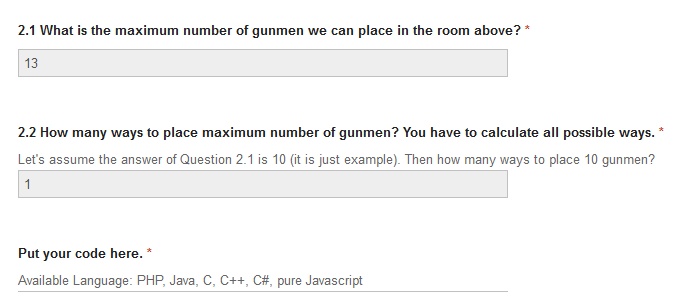 2.1 What is the maximum number of gunmen we can place in the room above? *
13
2.2 How many ways to place maximum number of gunmen? You have to calculate all possible ways. *
Let's assume the answer of Question 2.1 is 10 (it is just example). Then how many ways to place 10 gunmen?
1
Put your code here. *
Available Language: PHP, Java, C, C++, C#, pure Javascript